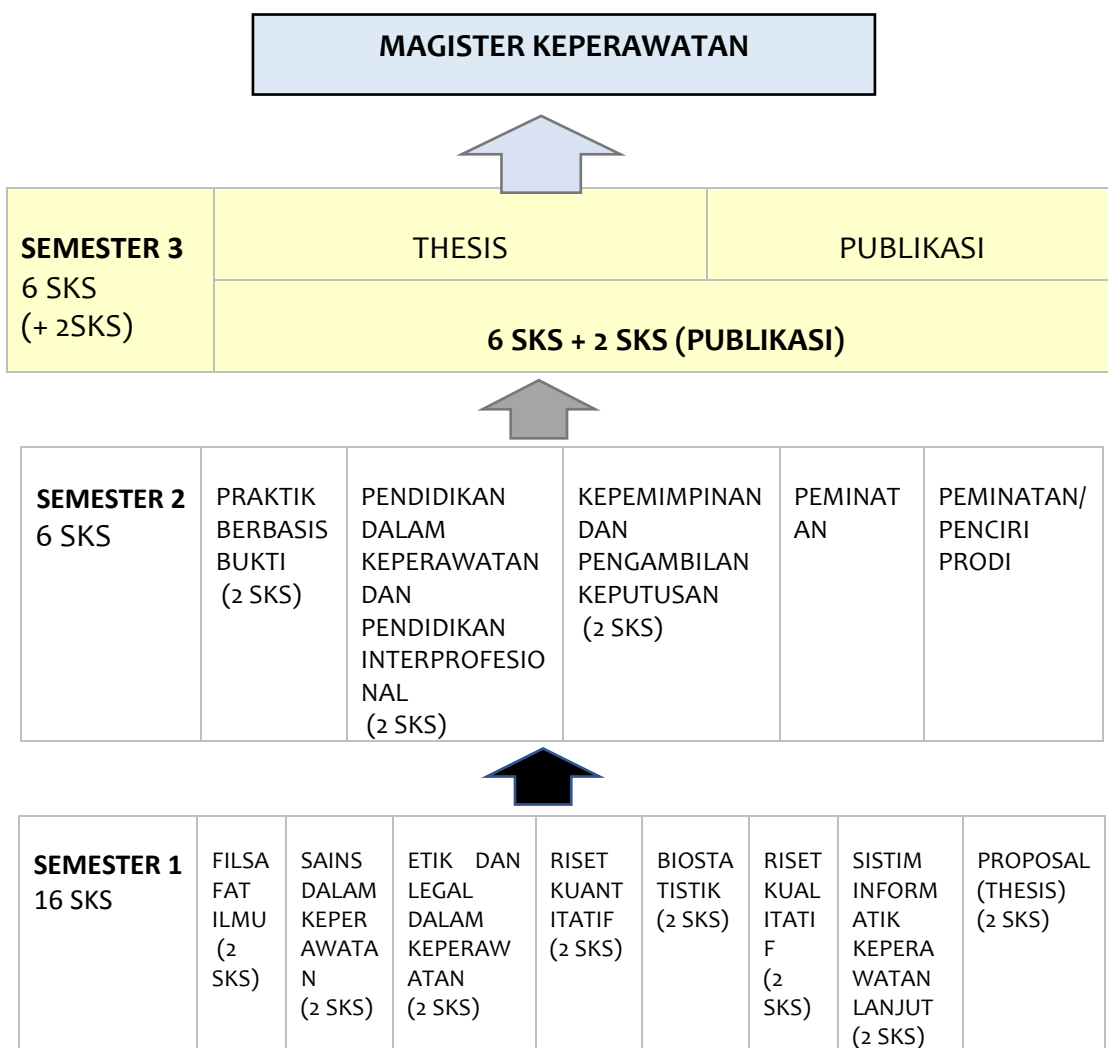 MAGISTER KEPERAWATAN
SEMESTER 3
6 SKS
(+ 2SKS)
THESIS
PUBLIKASI
6 SKS + 2 SKS (PUBLIKASI)
SEMESTER 2
6 SKS
PRAKTIK
BERBASIS
BUKTI
(2 SKS)
PENDIDIKAN
DALAM
KEPERAWATAN
DAN
PENDIDIKAN
INTERPROFESIO
NAL
(2 SKS)
KEPEMIMPINAN
DAN
PENGAMBILAN
KEPUTUSAN
(2 SKS)
PEMINAT
AN
PEMINATAN/
PENCIRI
PRODI
SEMESTER 1
16 SKS
FILSA
FAT
ILMU
(2
SKS)
SAINS
DALAM
KEPER
AWATA
N
(2 SKS)
ETIK DAN
LEGAL
DALAM
KEPERAW
ATAN
(2 SKS)
RISET
KUANT
ITATIF
(2 SKS)
BIOSTA
TISTIK
(2 SKS)
RISET
KUAL
ITATI
F
(2
SKS)
SISTIM
INFORM
ATIK
KEPERA
WATAN
LANJUT
(2 SKS)
PROPOSAL
(THESIS)
(2 SKS)